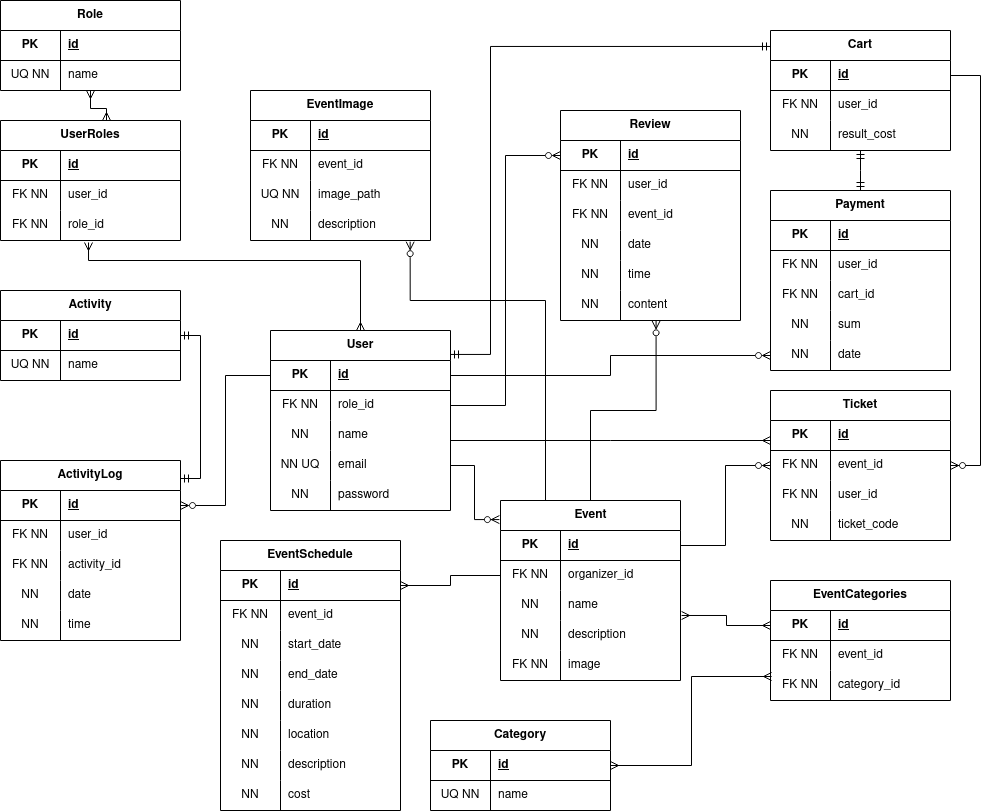 Role
PK id
UQ NN name
UserRoles
PK id
FK NN user_id
FK NN role_id
Activity
PK id
UQ NN name
ActivityLog
PK id
FK NN user_id
FK NN activity_id
NN date
NN time
EventImage
PK id
FK NN event_id
UQ NN image_path
NN description
User
PK id
FK NN role_id
NN name
NN UQ email
NN password
EventSchedule
PK id
FK NN event_id
NN start_date
NN end_date
NN duration
NN location
NN description
NN cost
Review
PK id
FK NN user_id
FK NN event_id
NN date
NN time
NN content
Event
PK id
FK NN organizer_id
NN name
NN description
FK NN image
Category
PK id
UQ NN name
Cart
PK id
FK NN user_id
NN result_cost
Payment
PK id
FK NN user_id
FK NN cart_id
NN sum
NN date
Ticket
PK id
FK NN event_id
FK NN user_id
NN ticket_code
EventCategories
PK id
FK NN event_id
FK NN category_id